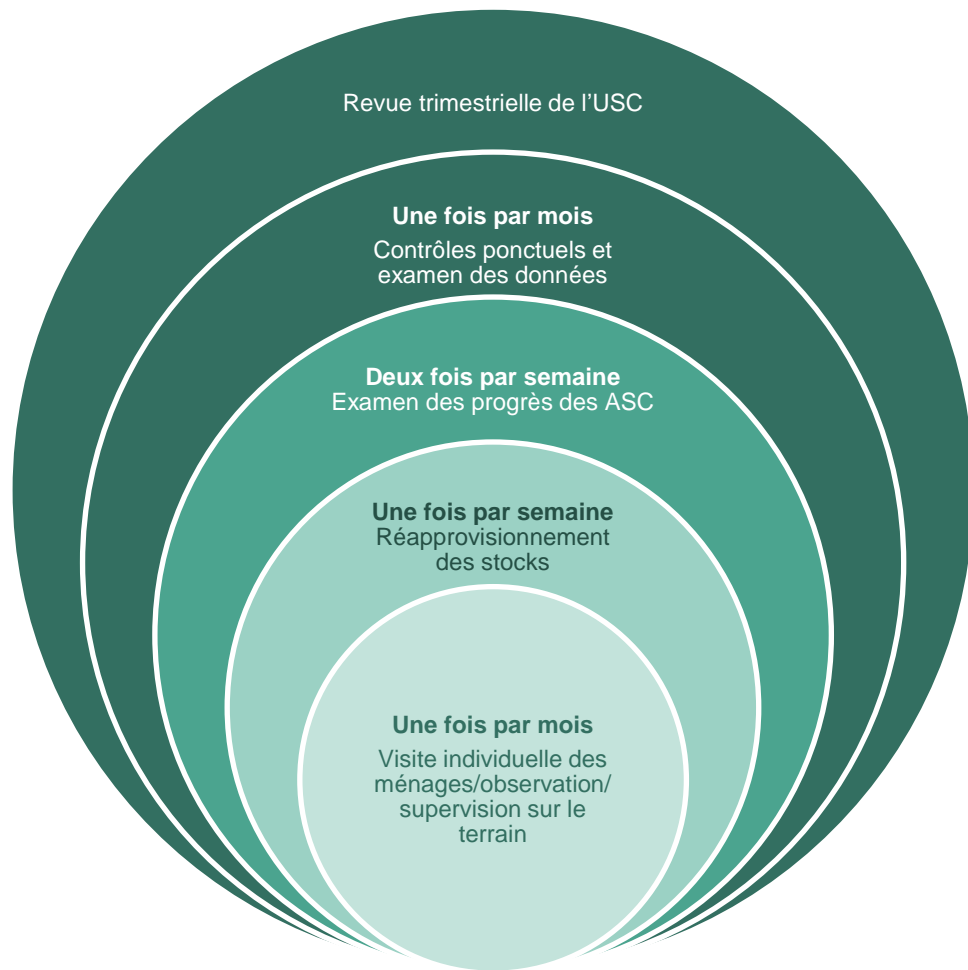 Revue trimestrielle de l’USC
Une fois par mois
Contrôles ponctuels et
examen des données
Deux fois par semaine
Examen des progrès des ASC
Une fois par semaine
Réapprovisionnement
des stocks
Une fois par mois
Visite individuelle des
ménages/observation/
supervision sur le
terrain